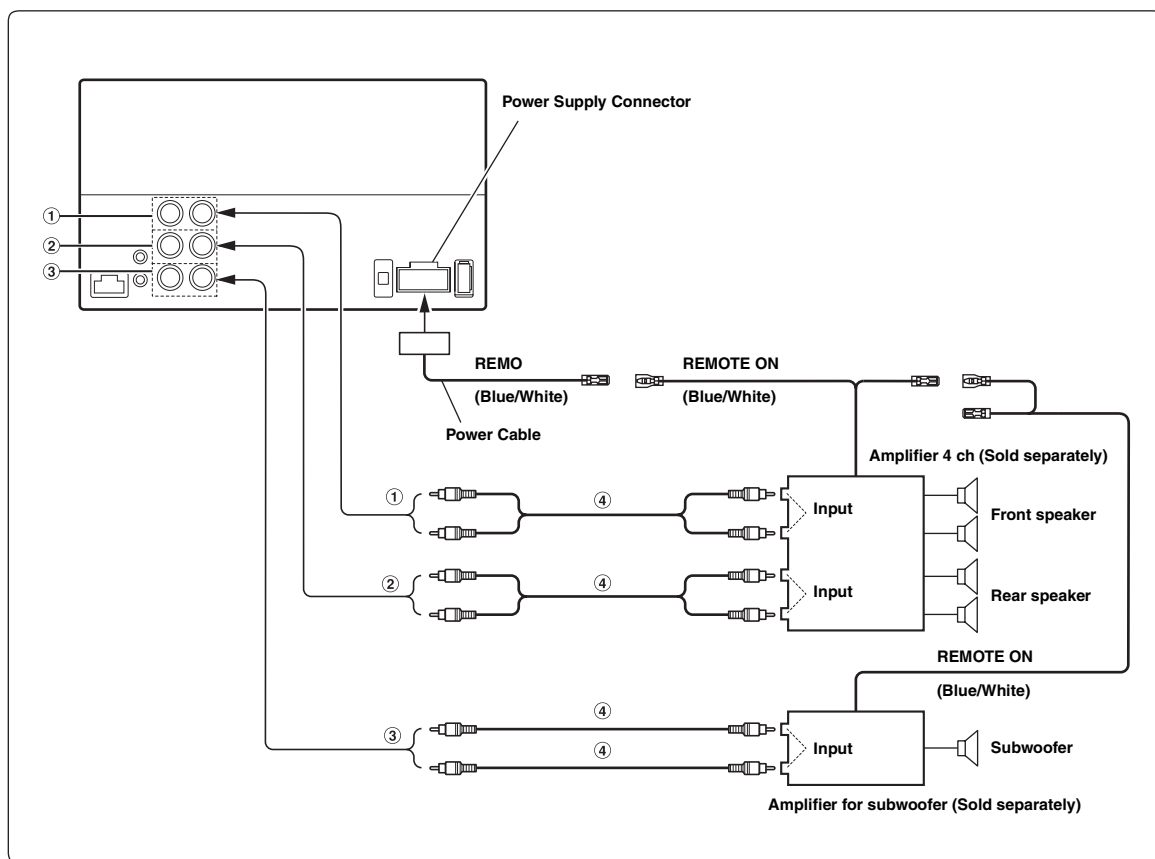 Power Supply Connector
①
②
③
REMO
(Blue/White)
REMOTE ON
(Blue/White)
Power Cable
Amplifier 4 ch (Sold separately)
①
④
Input
Front speaker
②
④
Input
Rear speaker
REMOTE ON
(Blue/White)
③
④
④
Input
Subwoofer
Amplifier for subwoofer (Sold separately)